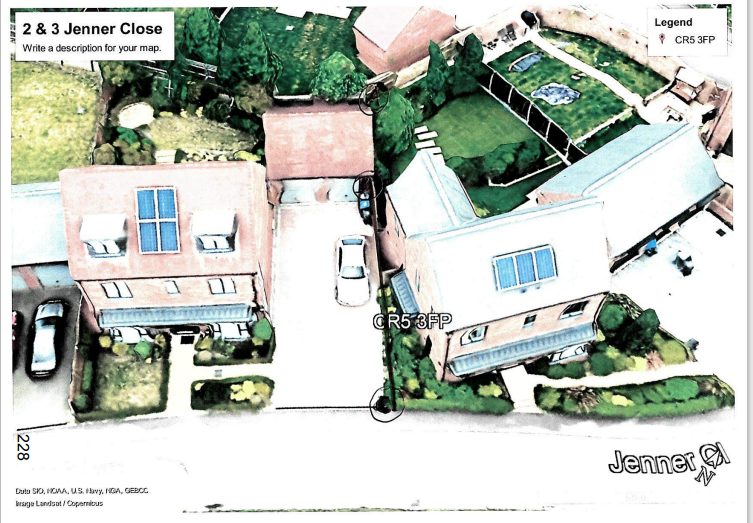 2 & 3 Jenner Close
Write a description for your map.
Legend
CR5 3FP
CR5 3FP
228
Jenner Cl
N
Data SIO, NOAA, U.S. Navy, NGA, GEBCO
Image Landsat / Copernicus